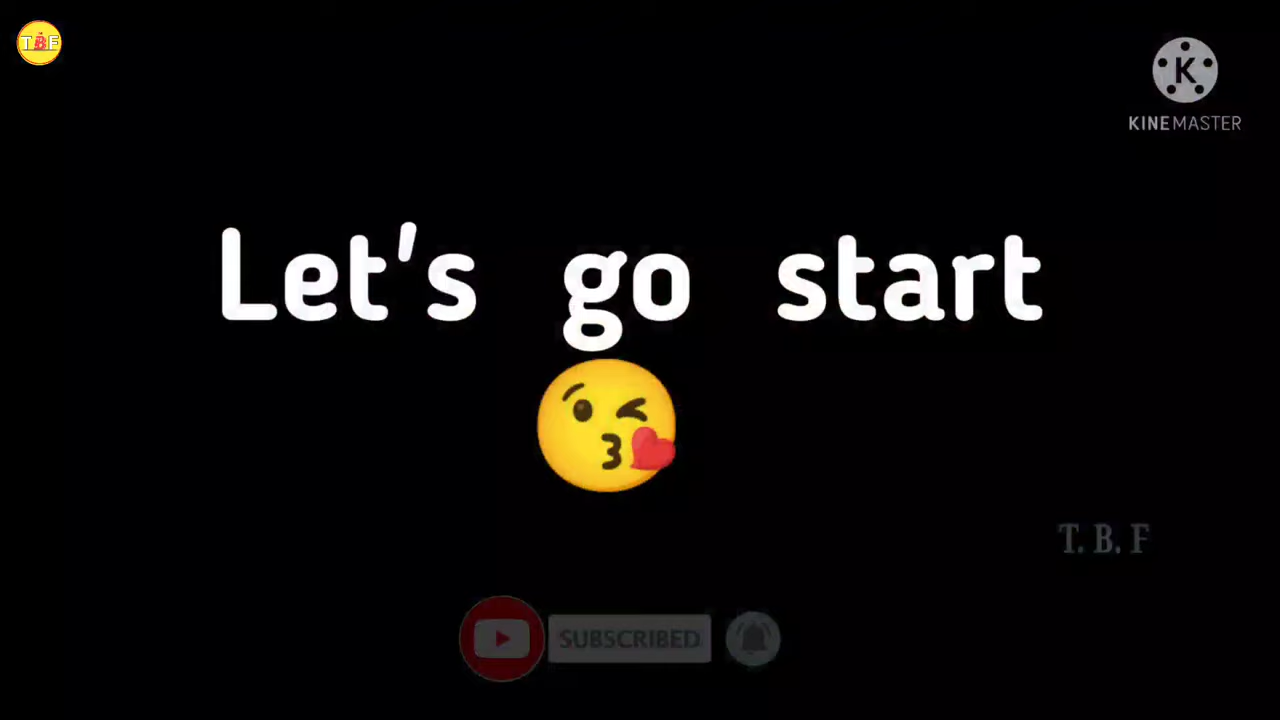 TBF
K
KINEMASTER
Let's go start
T. B. F
SUBSCRIBED